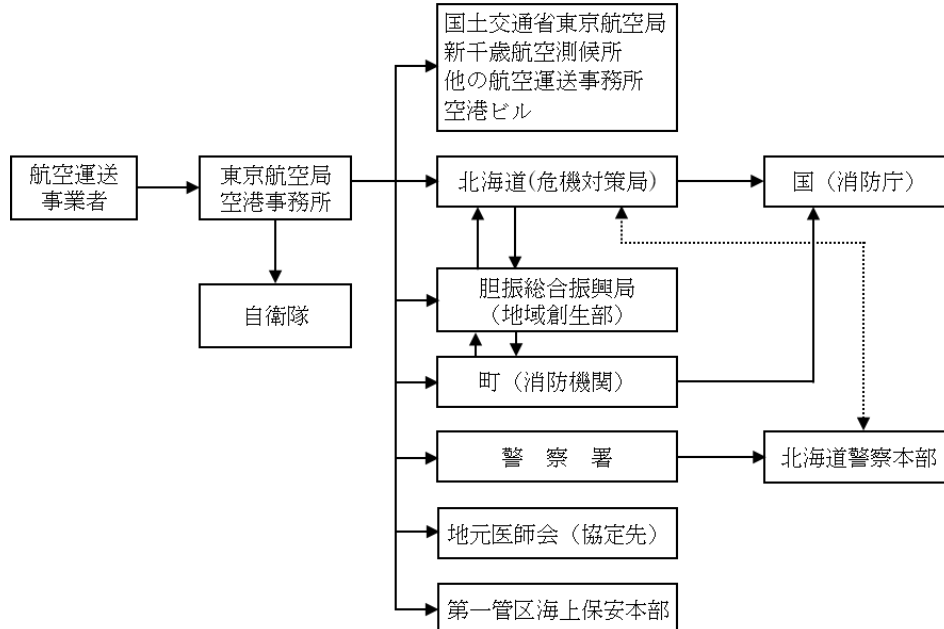 国土交通省東京航空局
新千歳航空測候所
他の航空運送事務所
空港ビル
航空運送
事業者
東京航空局
空港事務所
北海道(危機対策局)
国（消防庁）
自衛隊
胆振総合振興局
（地域創生部）
町（消防機関）
警　察　署
北海道警察本部
地元医師会（協定先）
第一管区海上保安本部